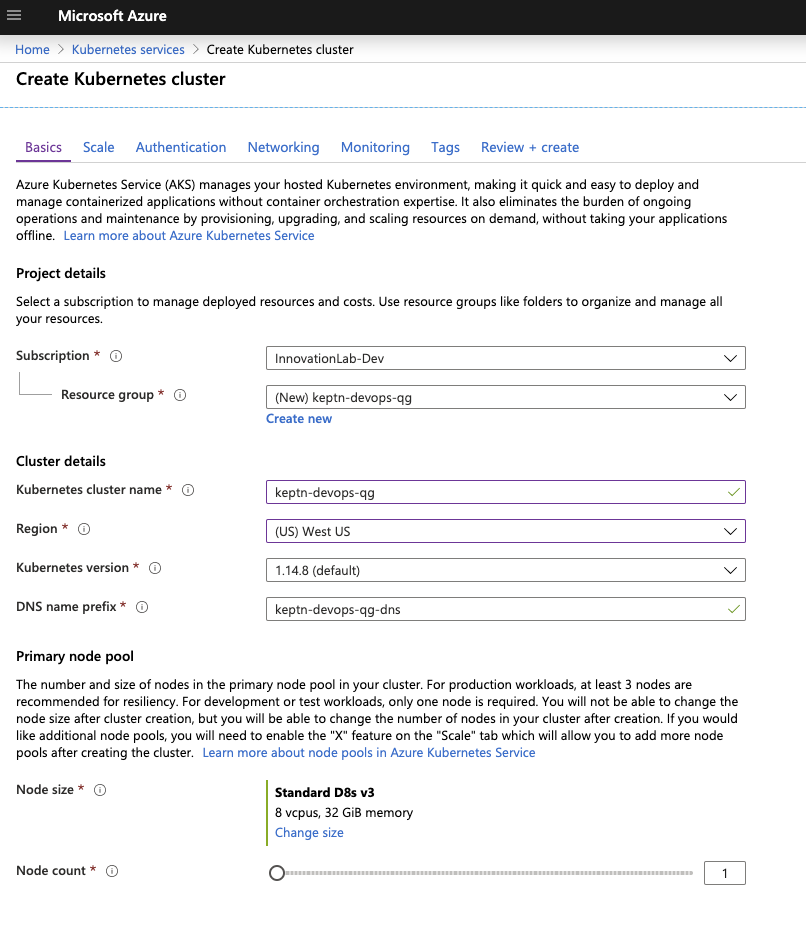 Microsoft Azure
Home > Kubernetes services > Create Kubernetes cluster
Create Kubernetes cluster
Basics Scale Authentication Networking Monitoring Tags Review + create
Azure Kubernetes Service (AKS) manages your hosted Kubernetes environment, making it quick and easy to deploy and
manage containerized applications without container orchestration expertise. It also eliminates the burden of ongoing
operations and maintenance by provisioning, upgrading, and scaling resources on demand, without taking your applications
offline. Learn more about Azure Kubernetes Service
Project details
Select a subscription to manage deployed resources and costs. Use resource groups like folders to organize and manage all
your resources.
Subscription * InnovationLab-Dev
Resource group * (New) keptn-devops-qg
Create new
Cluster details
Kubernetes cluster name * keptn-devops-qg
Region * (US) West US
Kubernetes version * 1.14.8 (default)
DNS name prefix * keptn-devops-qg-dns
Primary node pool
The number and size of nodes in the primary node pool in your cluster. For production workloads, at least 3 nodes are
recommended for resiliency. For development or test workloads, only one node is required. You will not be able to change the
node size after cluster creation, but you will be able to change the number of nodes in your cluster after creation. If you would
like additional node pools, you will need to enable the "X" feature on the "Scale" tab which will allow you to add more node
pools after creating the cluster. Learn more about node pools in Azure Kubernetes Service
Node size * Standard D8s v3
8 vcpus, 32 GiB memory
Change size
Node count * 1